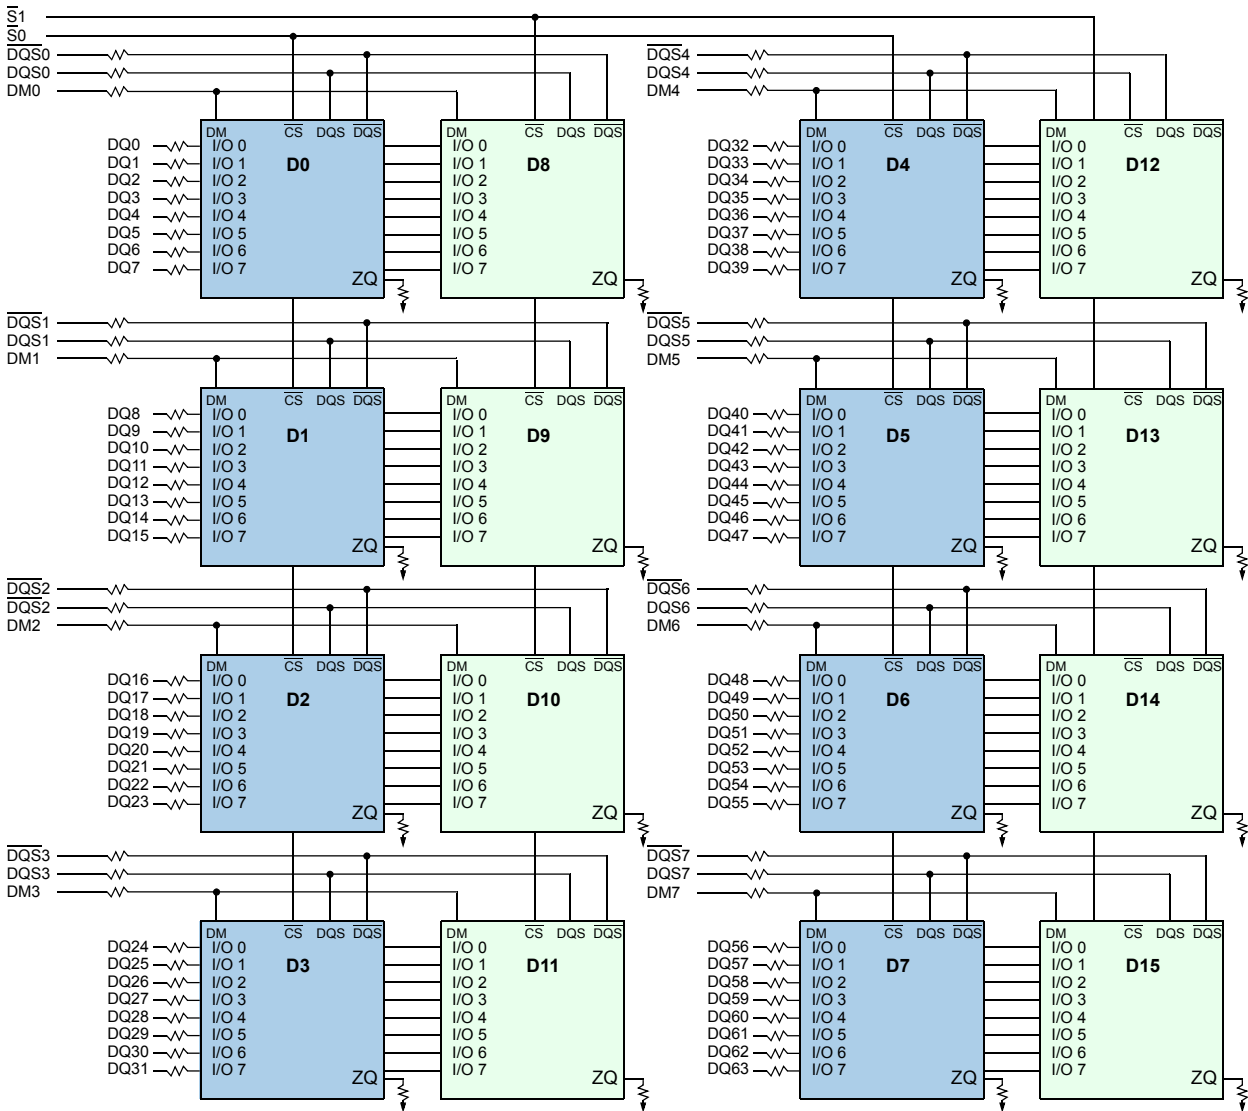 S1
S0
DQS0
DQS0
DM0
DM CS DQS DQS
D0
DQ0 I/O 0
DQ1 I/O 1
DQ2 I/O 2
DQ3 I/O 3
DQ4 I/O 4
DQ5 I/O 5
DQ6 I/O 6
DQ7 I/O 7
ZQ
DM CS DQS DQS
D8
I/O 0
I/O 1
I/O 2
I/O 3
I/O 4
I/O 5
I/O 6
I/O 7
ZQ
DQS4
DQS4
DM4
DM CS DQS DQS
D4
DQ32 I/O 0
DQ33 I/O 1
DQ34 I/O 2
DQ35 I/O 3
DQ36 I/O 4
DQ37 I/O 5
DQ38 I/O 6
DQ39 I/O 7
ZQ
DM CS DQS DQS
D12
I/O 0
I/O 1
I/O 2
I/O 3
I/O 4
I/O 5
I/O 6
I/O 7
ZQ
DQS1
DQS1
DM1
DM CS DQS DQS
D1
DQ8 I/O 0
DQ9 I/O 1
DQ10 I/O 2
DQ11 I/O 3
DQ12 I/O 4
DQ13 I/O 5
DQ14 I/O 6
DQ15 I/O 7
ZQ
DM CS DQS DQS
D9
I/O 0
I/O 1
I/O 2
I/O 3
I/O 4
I/O 5
I/O 6
I/O 7
ZQ
DQS5
DQS5
DM5
DM CS DQS DQS
D5
DQ40 I/O 0
DQ41 I/O 1
DQ42 I/O 2
DQ43 I/O 3
DQ44 I/O 4
DQ45 I/O 5
DQ46 I/O 6
DQ47 I/O 7
ZQ
DM CS DQS DQS
D13
I/O 0
I/O 1
I/O 2
I/O 3
I/O 4
I/O 5
I/O 6
I/O 7
ZQ
DQS2
DQS2
DM2
DM CS DQS DQS
D2
DQ16 I/O 0
DQ17 I/O 1
DQ18 I/O 2
DQ19 I/O 3
DQ20 I/O 4
DQ21 I/O 5
DQ22 I/O 6
DQ23 I/O 7
ZQ
DM CS DQS DQS
D10
I/O 0
I/O 1
I/O 2
I/O 3
I/O 4
I/O 5
I/O 6
I/O 7
ZQ
DQS6
DQS6
DM6
DM CS DQS DQS
D6
DQ48 I/O 0
DQ49 I/O 1
DQ50 I/O 2
DQ51 I/O 3
DQ52 I/O 4
DQ53 I/O 5
DQ54 I/O 6
DQ55 I/O 7
ZQ
DM CS DQS DQS
D14
I/O 0
I/O 1
I/O 2
I/O 3
I/O 4
I/O 5
I/O 6
I/O 7
ZQ
DQS3
DQS3
DM3
DM CS DQS DQS
D3
DQ24 I/O 0
DQ25 I/O 1
DQ26 I/O 2
DQ27 I/O 3
DQ28 I/O 4
DQ29 I/O 5
DQ30 I/O 6
DQ31 I/O 7
ZQ
DM CS DQS DQS
D11
I/O 0
I/O 1
I/O 2
I/O 3
I/O 4
I/O 5
I/O 6
I/O 7
ZQ
DQS7
DQS7
DM7
DM CS DQS DQS
D7
DQ56 I/O 0
DQ57 I/O 1
DQ58 I/O 2
DQ59 I/O 3
DQ60 I/O 4
DQ61 I/O 5
DQ62 I/O 6
DQ63 I/O 7
ZQ
DM CS DQS DQS
D15
I/O 0
I/O 1
I/O 2
I/O 3
I/O 4
I/O 5
I/O 6
I/O 7
ZQ